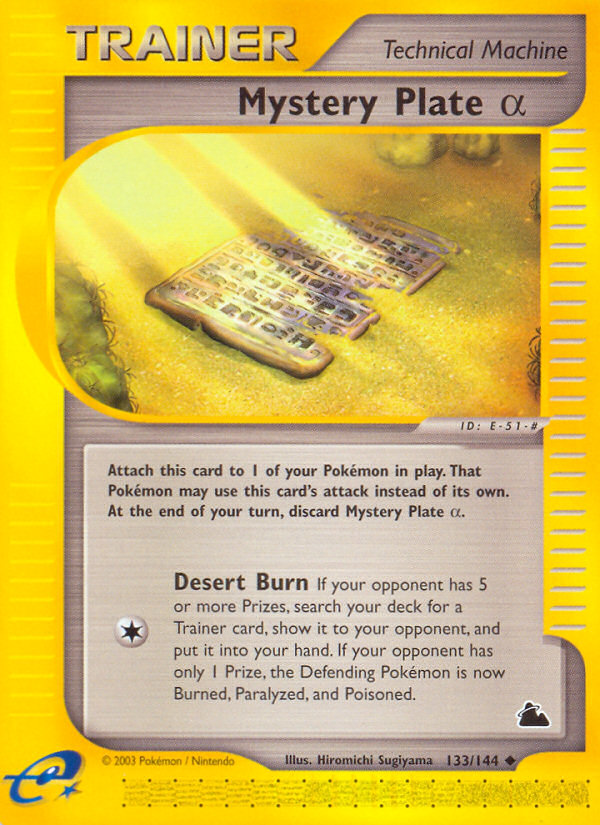 TRAINER
Technical Machine
Mystery Plate α
ID: E-51-#
Attach this card to 1 of your Pokémon in play. That
Pokémon may use this card's attack instead of its own.
At the end of your turn, discard Mystery Plate α.
Desert Burn If your opponent has 5
or more Prizes, search your deck for a
Trainer card, show it to your opponent, and
put it into your hand. If your opponent has
only 1 Prize, the Defending Pokémon is now
Burned, Paralyzed, and Poisoned.
© 2003 Pokémon / Nintendo
Illus. Hiromichi Sugiyama 133/144 ◆
e